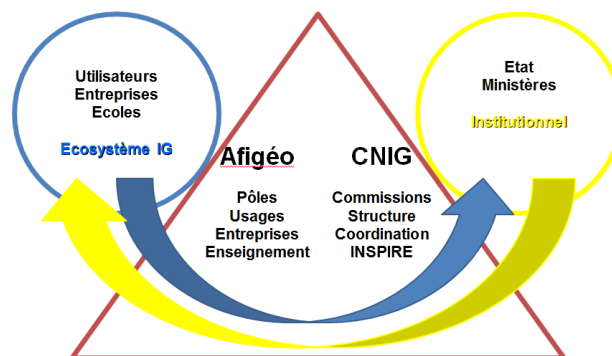 Utilisateurs
Entreprises
Ecoles
Ecosystème IG
Afigéo
Pôles
Usages
Entreprises
Enseignement
CNIG
Commissions
Structure
Coordination
INSPIRE
Etat
Ministères
Institutionnel